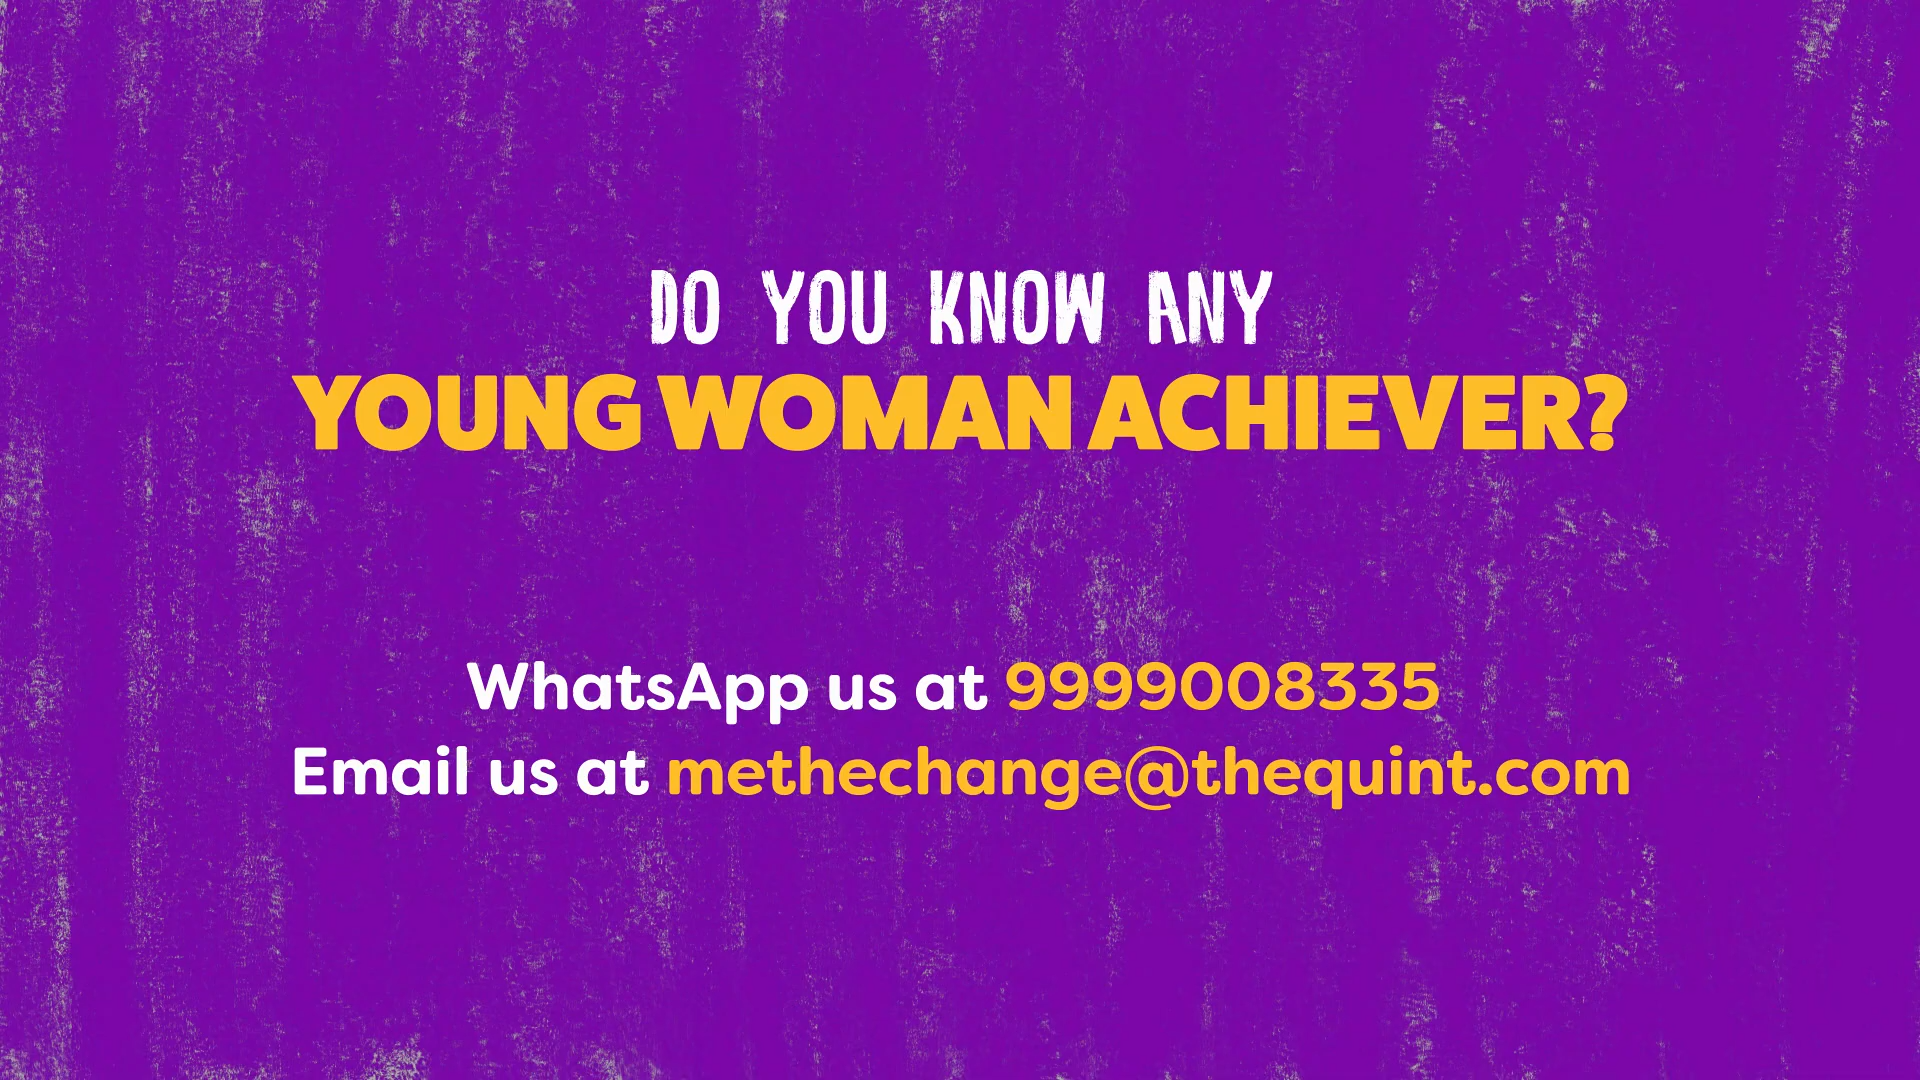 DO YOU KNOW ANY
YOUNG WOMAN ACHIEVER?
WhatsApp us at 9999008335
Email us at methechange@thequint.com